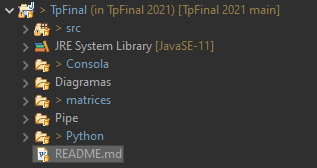 > TpFinal (in TpFinal 2021) [TpFinal 2021 main]
> src
JRE System Library [JavaSE-11]
> Consola
Diagramas
> matrices
Pipe
> Python
README.md